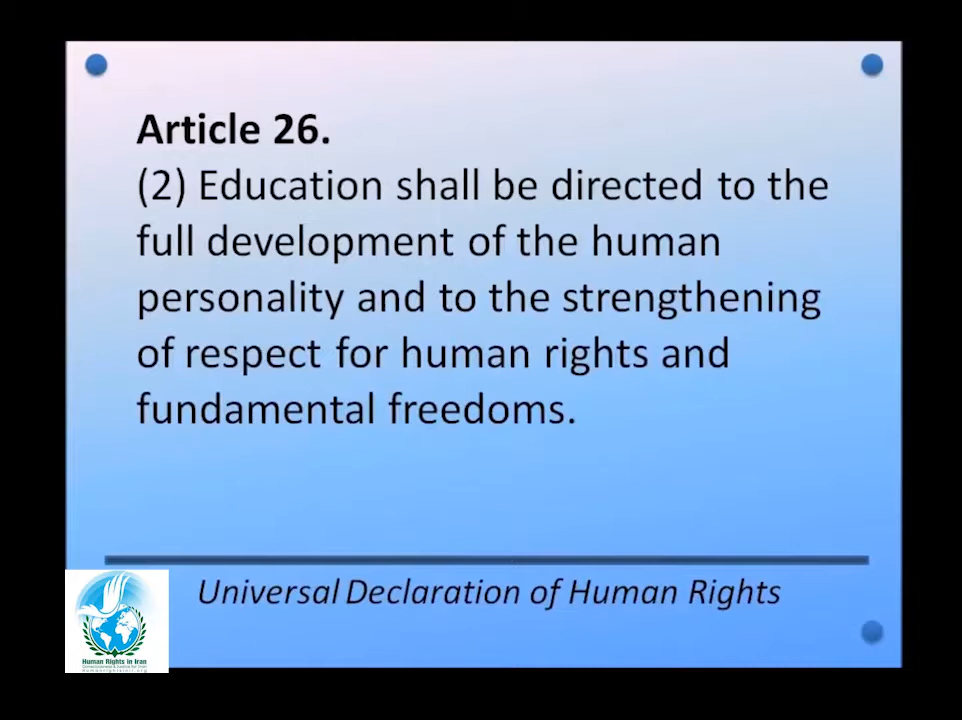 Article 26.
(2) Education shall be directed to the
full development of the human
personality and to the strengthening
of respect for human rights and
fundamental freedoms.
Universal Declaration of Human Rights
Human Rights in Iran